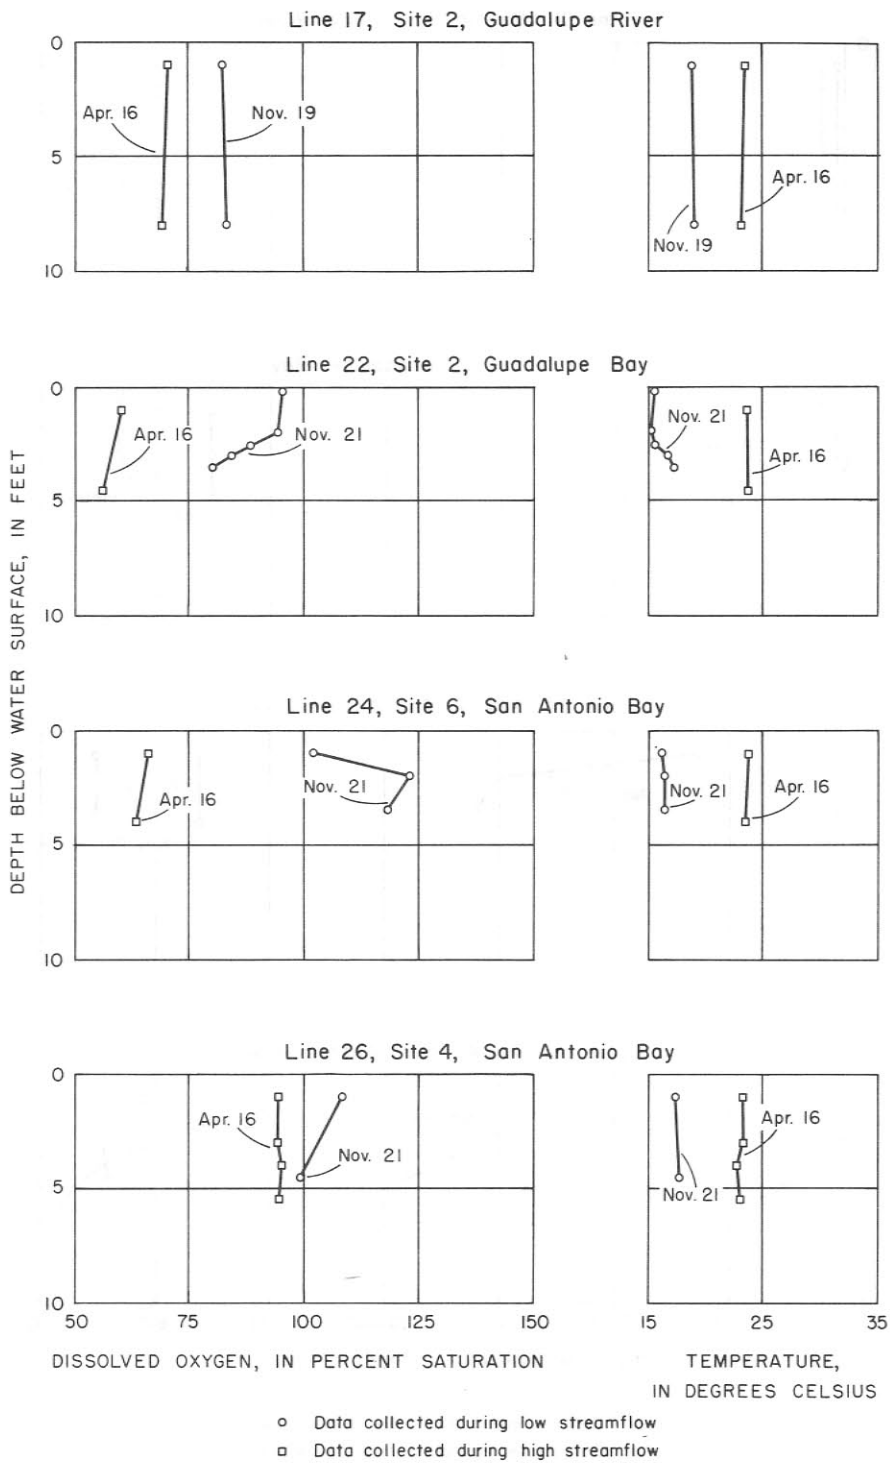 Line 17, Site 2, Guadalupe River
0
5
10
Apr. 16
Nov. 19
Nov. 19
Apr. 16
Line 22, Site 2, Guadalupe Bay
0
5
10
Apr. 16
Nov. 21
Nov. 21
Apr. 16
DEPTH BELOW WATER SURFACE, IN FEET
Line 24, Site 6, San Antonio Bay
0
5
10
Apr. 16
Nov. 21
Nov. 21
Apr. 16
Line 26, Site 4, San Antonio Bay
0
5
10
Apr. 16
Nov. 21
Apr. 16
Nov. 21
50 75 100 125 150
15 25 35
DISSOLVED OXYGEN, IN PERCENT SATURATION
TEMPERATURE,
IN DEGREES CELSIUS
Data collected during low streamflow
Data collected during high streamflow